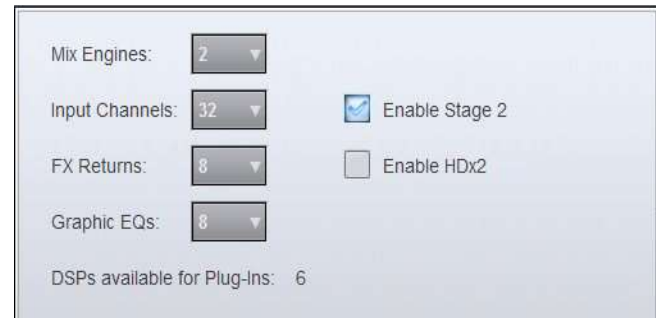 Mix Engines: 2
Input Channels: 32 Enable Stage 2
FX Returns: 8 Enable HDx2
Graphic EQs: 8
DSPs available for Plug-Ins: 6